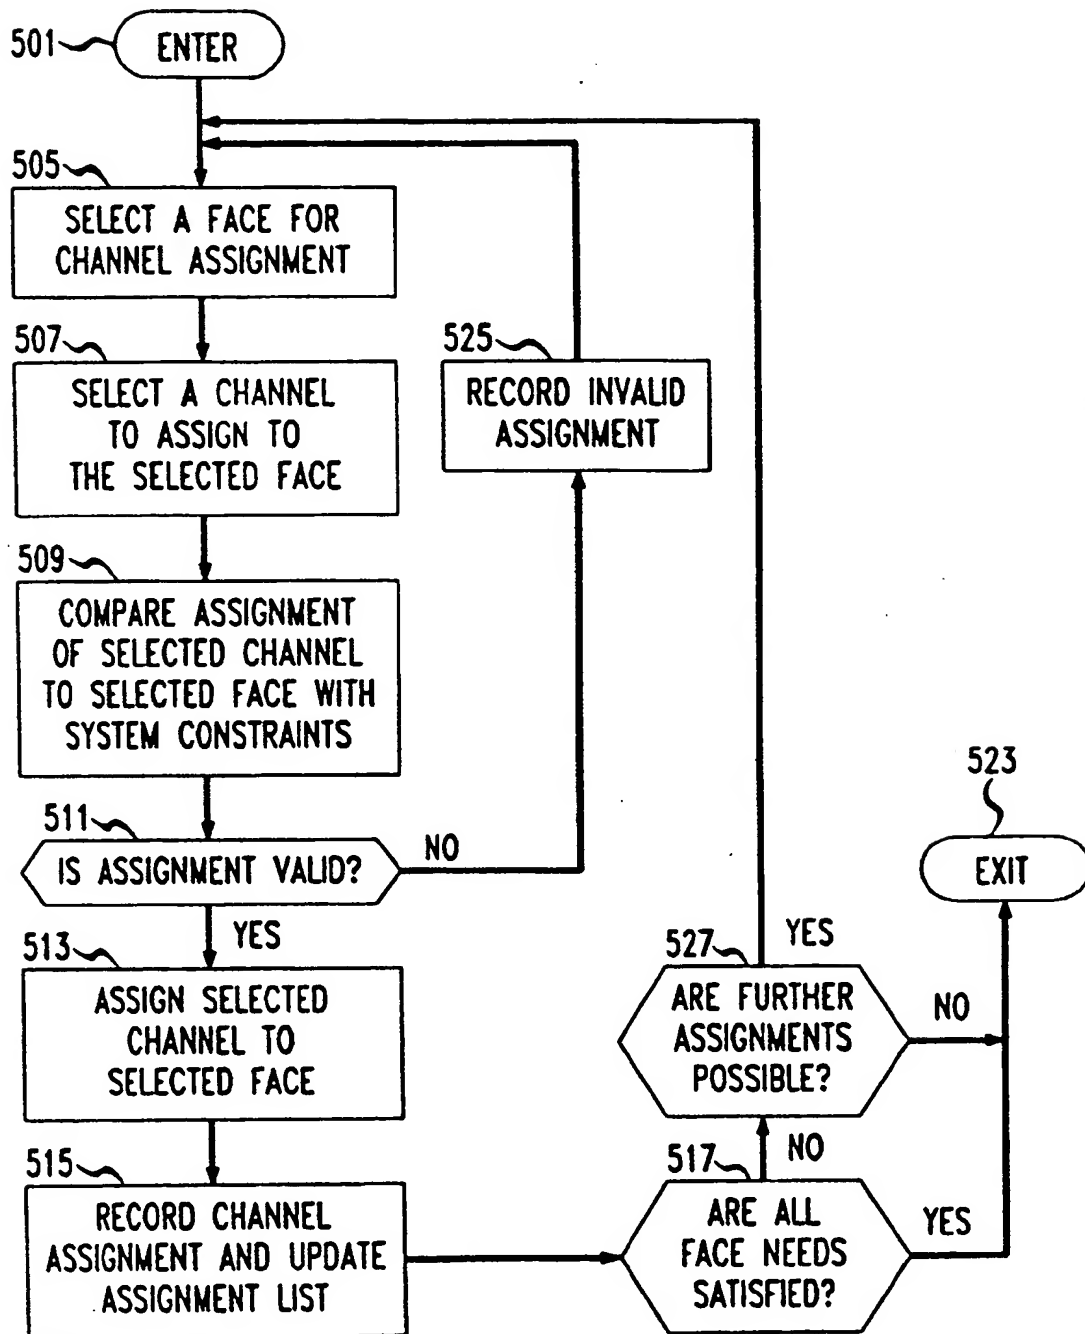 501
ENTER
505
SELECT A FACE FOR
CHANNEL ASSIGNMENT
507
SELECT A CHANNEL
TO ASSIGN TO
THE SELECTED FACE
525
RECORD INVALID
ASSIGNMENT
509
COMPARE ASSIGNMENT
OF SELECTED CHANNEL
TO SELECTED FACE WITH
SYSTEM CONSTRAINTS
511
IS ASSIGNMENT VALID?
NO
YES
513
ASSIGN SELECTED
CHANNEL TO
SELECTED FACE
515
RECORD CHANNEL
ASSIGNMENT AND UPDATE
ASSIGNMENT LIST
517
ARE ALL
FACE NEEDS
SATISFIED?
NO
YES
527
ARE FURTHER
ASSIGNMENTS
POSSIBLE?
YES
NO
523
EXIT